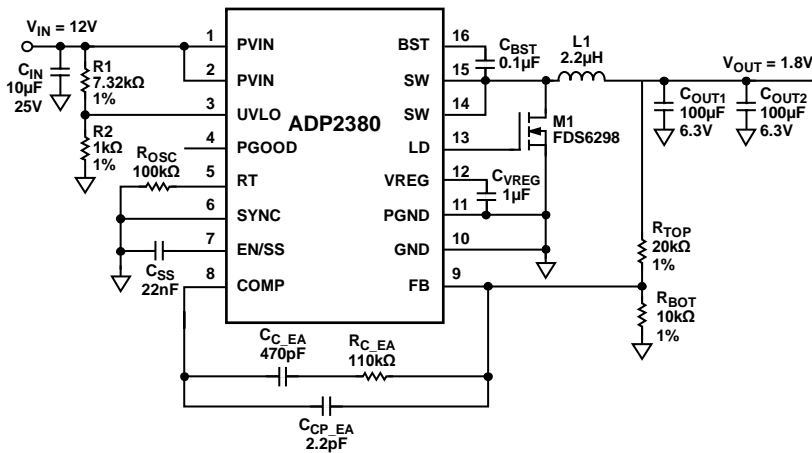 VIN = 12V
CIN
10µF
25V
R1
7.32kΩ
1%
R2
1kΩ
1%
ROSC
100kΩ
CSS
22nF
1
PVIN
2
PVIN
3
UVLO
4
PGOOD
5
RT
6
SYNC
7
EN/SS
8
COMP
ADP2380
BST
16
SW
15
SW
14
LD
13
VREG
12
PGND
11
GND
10
FB
9
CBST
0.1µF
L1
2.2µH
M1
FDS6298
CVREG
1µF
VOUT = 1.8V
COUT1
100µF
6.3V
COUT2
100µF
6.3V
RTOP
20kΩ
1%
RBOT
10kΩ
1%
CC_EA
470pF
RC_EA
110kΩ
CCP_EA
2.2pF